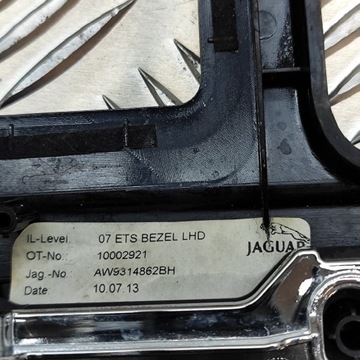 IL-Level 07 ETS BEZEL LHD
OT-No. 10002921
JAGUAR
Jag.-No AW9314862BH
Date 10.07.13